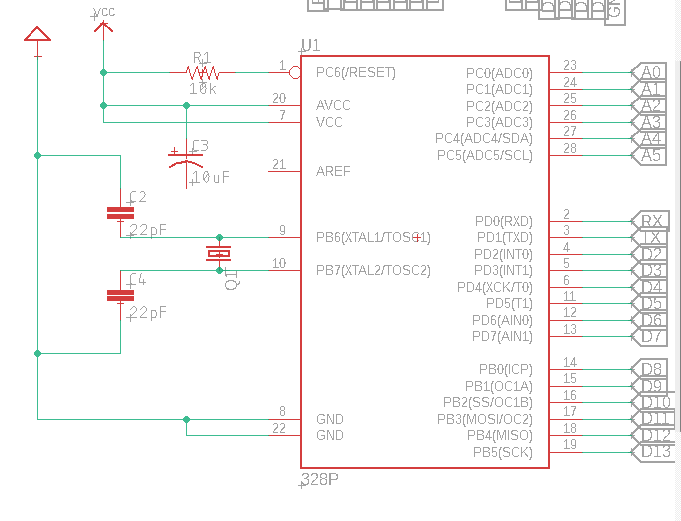 VCC
U1
R1
10k
1 PC6(/RESET) PC0(ADC0) 23 A0
PC1(ADC1) 24 A1
20 AVCC PC2(ADC2) 25 A2
7 VCC PC3(ADC3) 26 A3
PC4(ADC4/SDA) 27 A4
C3
PC5(ADC5/SCL) 28 A5
10uF
21 AREF
C2
22pF
PD0(RXD) 2 RX
9 PB6(XTAL1/TOSC1) PD1(TXD) 3 TX
PD2(INT0) 4 D2
10 PB7(XTAL2/TOSC2) PD3(INT1) 5 D3
Q1
C4
PD4(XCK/T0) 6 D4
PD5(T1) 11 D5
22pF
PD6(AIN0) 12 D6
PD7(AIN1) 13 D7
PB0(ICP) 14 D8
PB1(OC1A) 15 D9
PB2(SS/OC1B) 16 D10
8 GND PB3(MOSI/OC2) 17 D11
22 GND PB4(MISO) 18 D12
PB5(SCK) 19 D13
328P